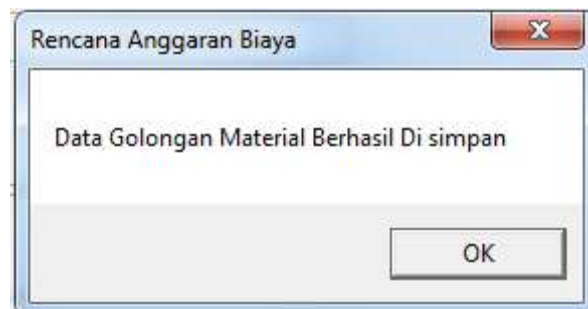 Rencana Anggaran Biaya
Data Golongan Material Berhasil Di simpan
OK